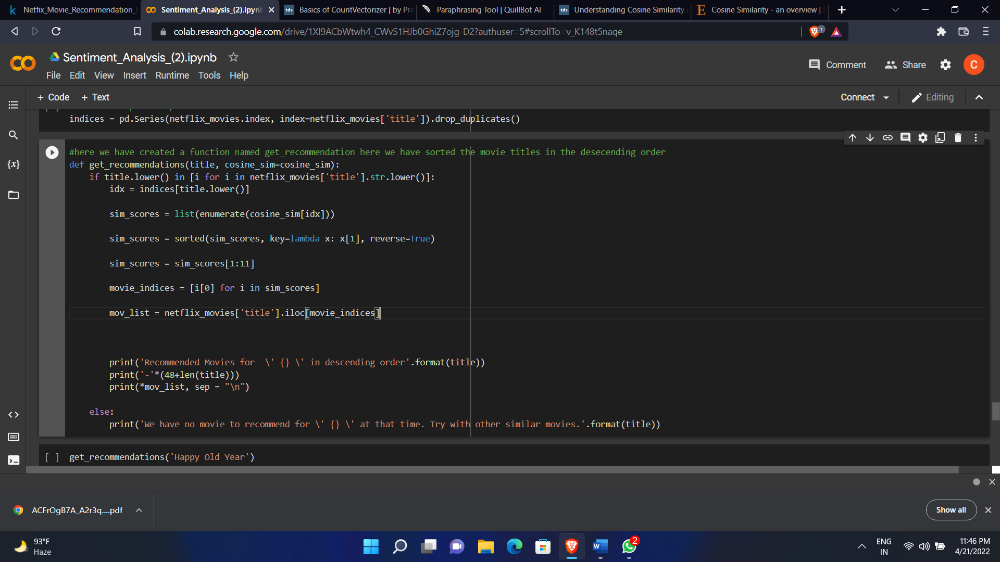 Netfix_Movie_Recommendation_
Sentiment_Analysis_(2).ipynb
Basics of CountVectorizer | by Pra
Paraphrasing Tool | QuillBot AI
Understanding Cosine Similarity
Cosine Similarity - an overview |
colab.research.google.com/drive/1XI9ACbWtwh4_CWvS1HJb0GhiZ7ojg-D2?authuser=5#scrollTo=v_K148t5naqe
1
CO
Sentiment_Analysis_(2).ipynb
Comment
Share
C
File Edit View Insert Runtime Tools Help
+ Code + Text
Connect
Editing
indices = pd.Series(netflix_movies.index, index=netflix_movies['title']).drop_duplicates()
#here we have created a function named get_recommendation here we have sorted the movie titles in the desecending order
def get_recommendations(title, cosine_sim=cosine_sim):
if title.lower() in [i for i in netflix_movies['title'].str.lower()]:
idx = indices[title.lower()]
sim_scores = list(enumerate(cosine_sim[idx]))
sim_scores = sorted(sim_scores, key=lambda x: x[1], reverse=True)
sim_scores = sim_scores[1:11]
movie_indices = [i[0] for i in sim_scores]
mov_list = netflix_movies['title'].iloc[movie_indices]
print('Recommended Movies for  \' {} \' in descending order'.format(title))
print('-'*(48+len(title)))
print(*mov_list, sep = "\n")
else:
print('We have no movie to recommend for \' {} \' at that time. Try with other similar movies.'.format(title))
[ ] get_recommendations('Happy Old Year')
ACFrOgB7A_A2r3q....pdf
Show all
93°F
Haze
2
ENG
IN
11:46 PM
4/21/2022